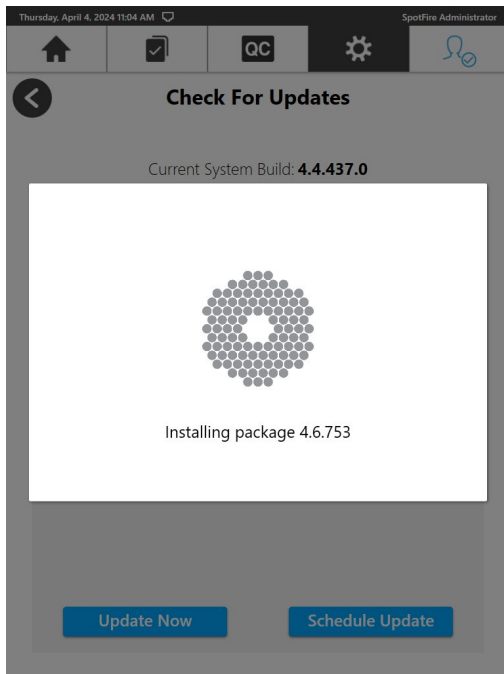 Thursday, April 4, 2024 11:04 AM
SpotFire Administrator
QC
Check For Updates
Current System Build: 4.4.437.0
Installing package 4.6.753
Update Now
Schedule Update